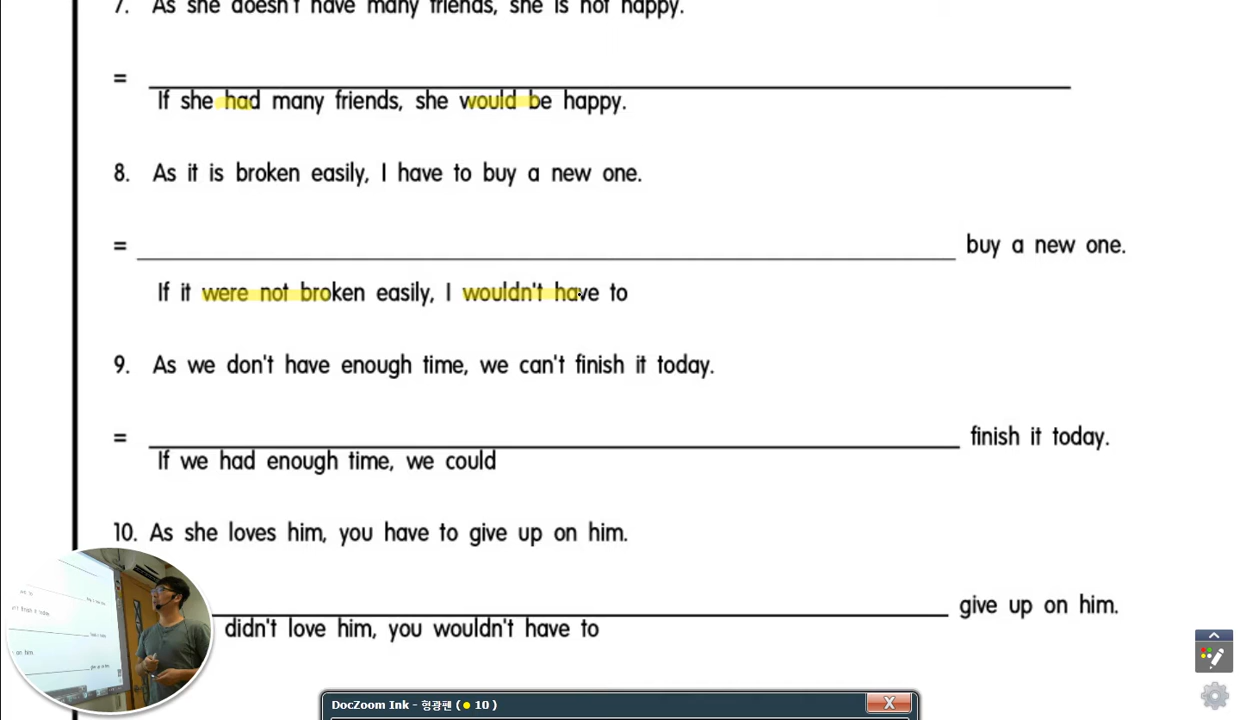 7. As she doesn't have many friends, she is not happy.
=
If she had many friends, she would be happy.
8. As it is broken easily, I have to buy a new one.
= buy a new one.
If it were not broken easily, I wouldn't have to
9. As we don't have enough time, we can't finish it today.
= finish it today.
If we had enough time, we could
10. As she loves him, you have to give up on him.
give up on him.
didn't love him, you wouldn't have to
DocZoom Ink - 형광펜 ( 10 )